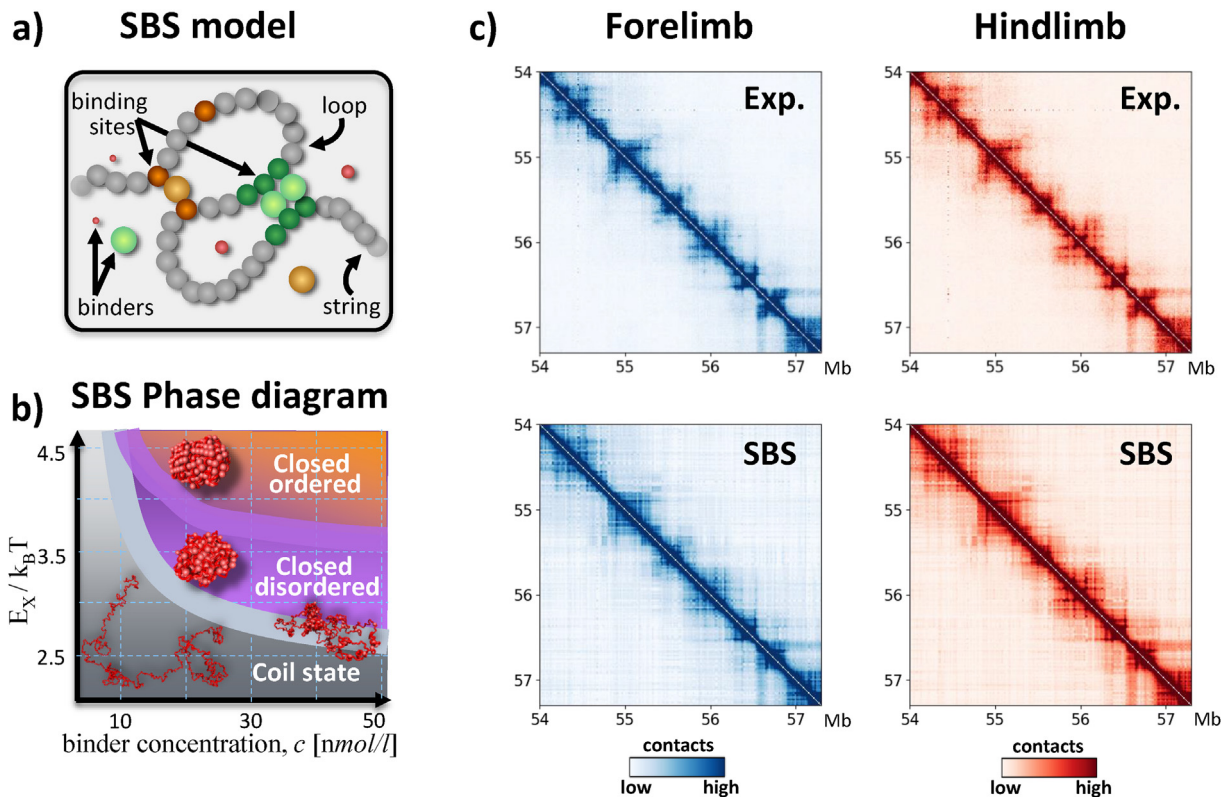 a)
SBS model
binding
sites
loop
binders
string
b)
SBS Phase diagram
E_X / k_BT
4.5
3.5
2.5
Closed
ordered
Closed
disordered
Coil state
10
30
50
binder concentration, c [nmol/l]
c)
Forelimb
Hindlimb
54
55
56
57
Exp.
54
55
56
57
Mb
54
55
56
57
Exp.
54
55
56
57
Mb
54
55
56
57
SBS
54
55
56
57
Mb
54
55
56
57
SBS
54
55
56
57
Mb
contacts
low
high
contacts
low
high